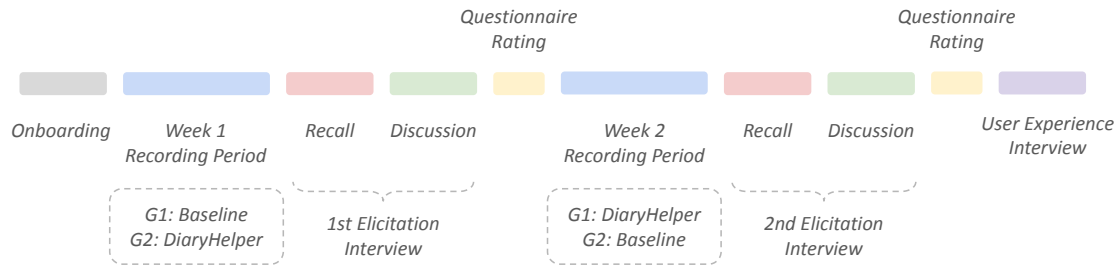 Questionnaire
Rating
Questionnaire
Rating
Onboarding
Week 1
Recording Period
Recall
Discussion
Week 2
Recording Period
Recall
Discussion
User Experience
Interview
G1: Baseline
G2: DiaryHelper
1st Elicitation
Interview
G1: DiaryHelper
G2: Baseline
2nd Elicitation
Interview